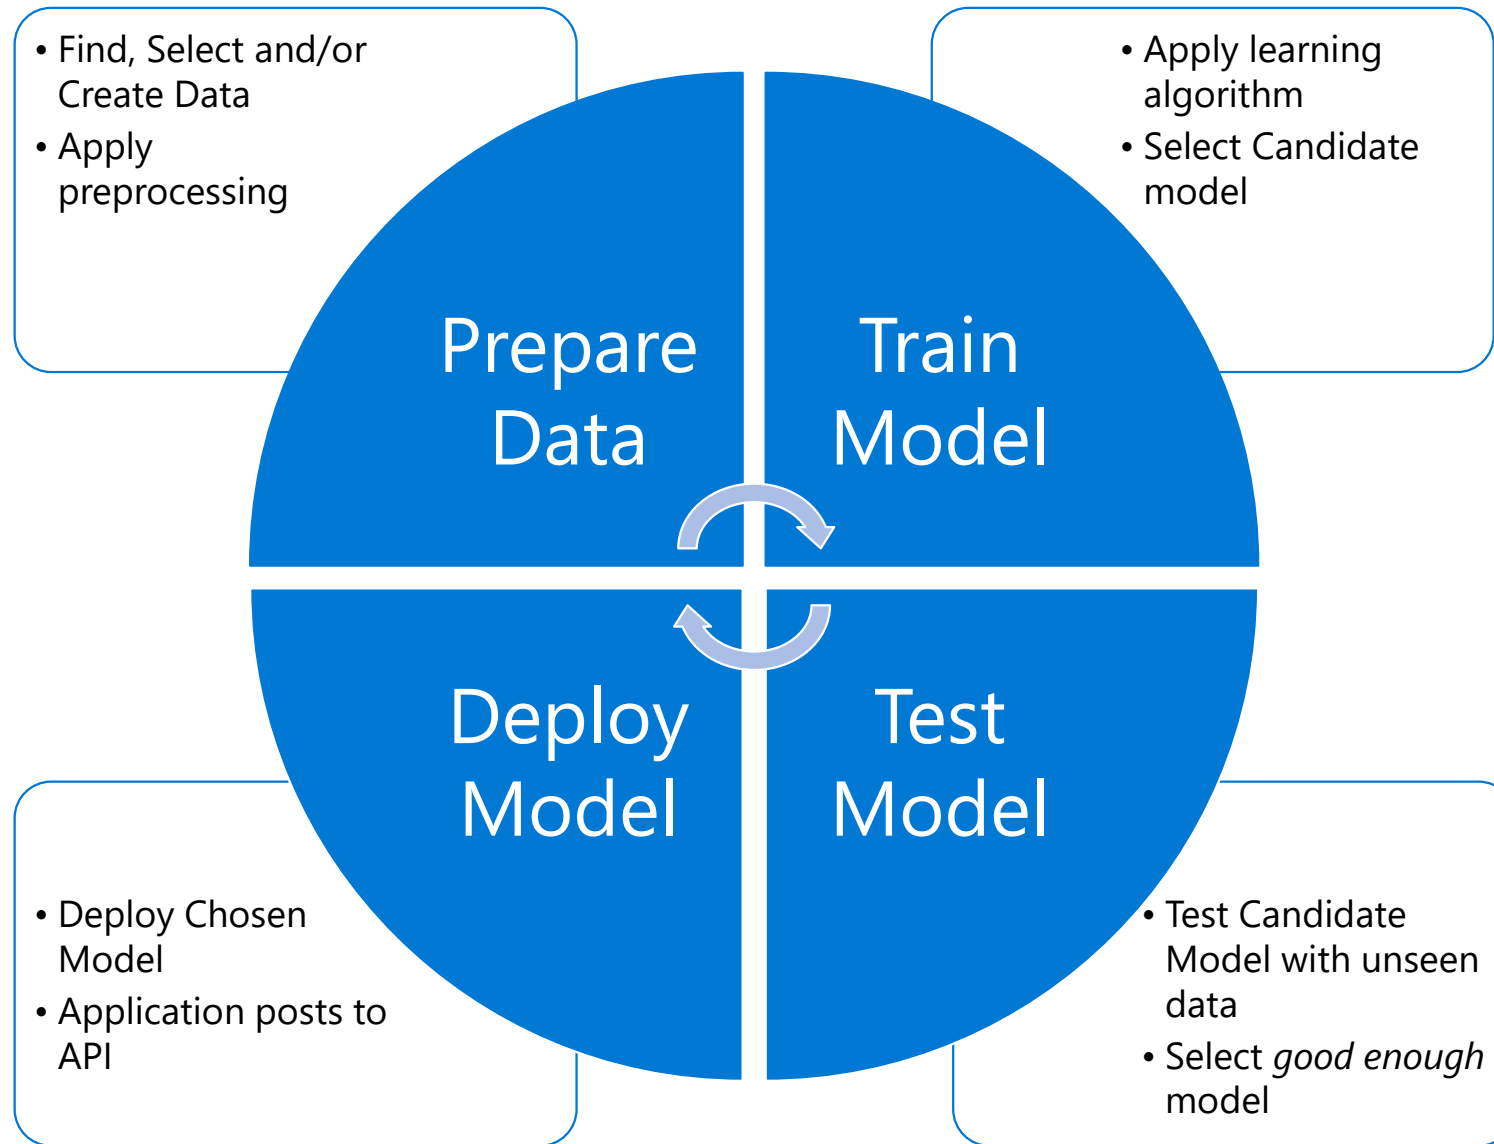 • Find, Select and/or
Create Data
• Apply
preprocessing
• Apply learning
algorithm
• Select Candidate
model
Prepare
Data
Train
Model
Deploy
Model
Test
Model
• Deploy Chosen
Model
• Application posts to
API
• Test Candidate
Model with unseen
data
• Select good enough
model